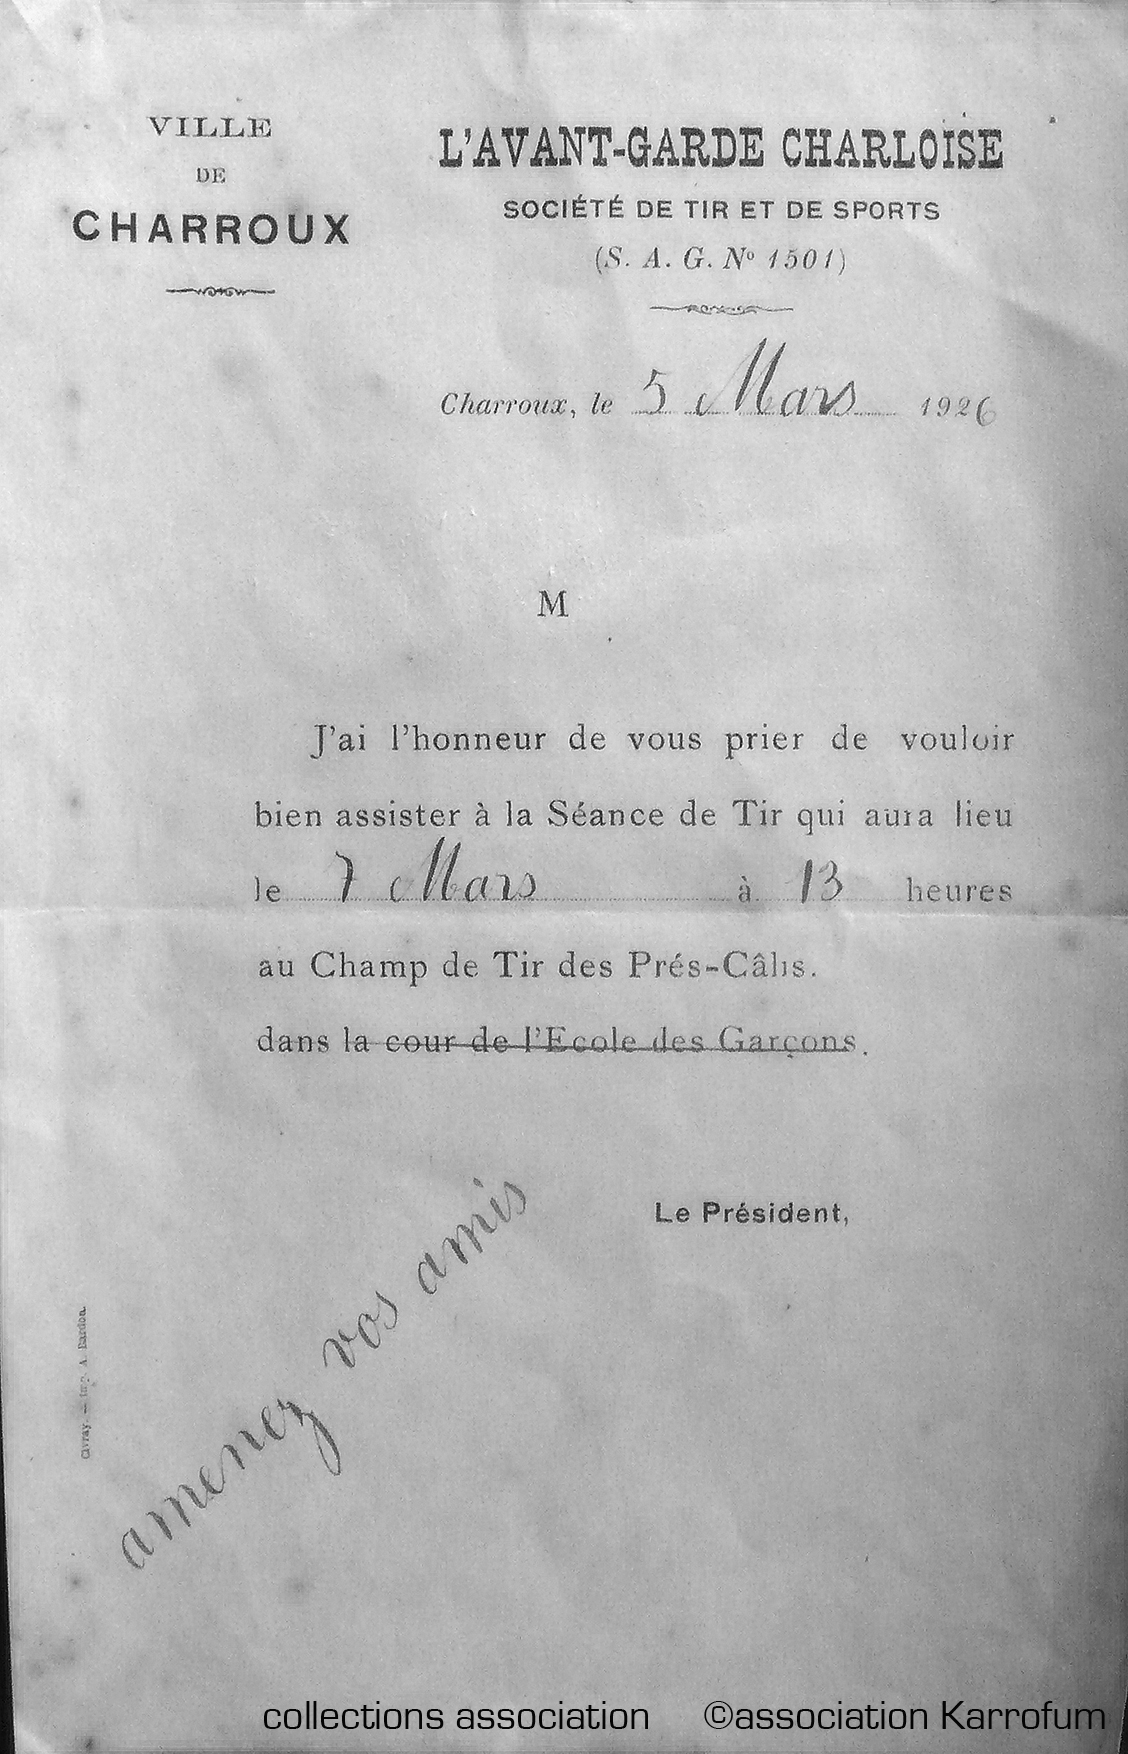 VILLE
DE
CHARROUX
L'AVANT-GARDE CHARLOISE
SOCIÉTÉ DE TIR ET DE SPORTS
(S. A. G. No 1501)
Charroux, le 5 Mars 1926
M
J'ai l'honneur de vous prier de vouloir
bien assister à la Séance de Tir qui aura lieu
le 7 Mars à 13 heures
au Champ de Tir des Prés-Câlis.
dans la cour de l'Ecole des Garçons.
Le Président,
amenez vos amis
Civray. — Imp. A. Bardon.
collections association ©association Karrofum